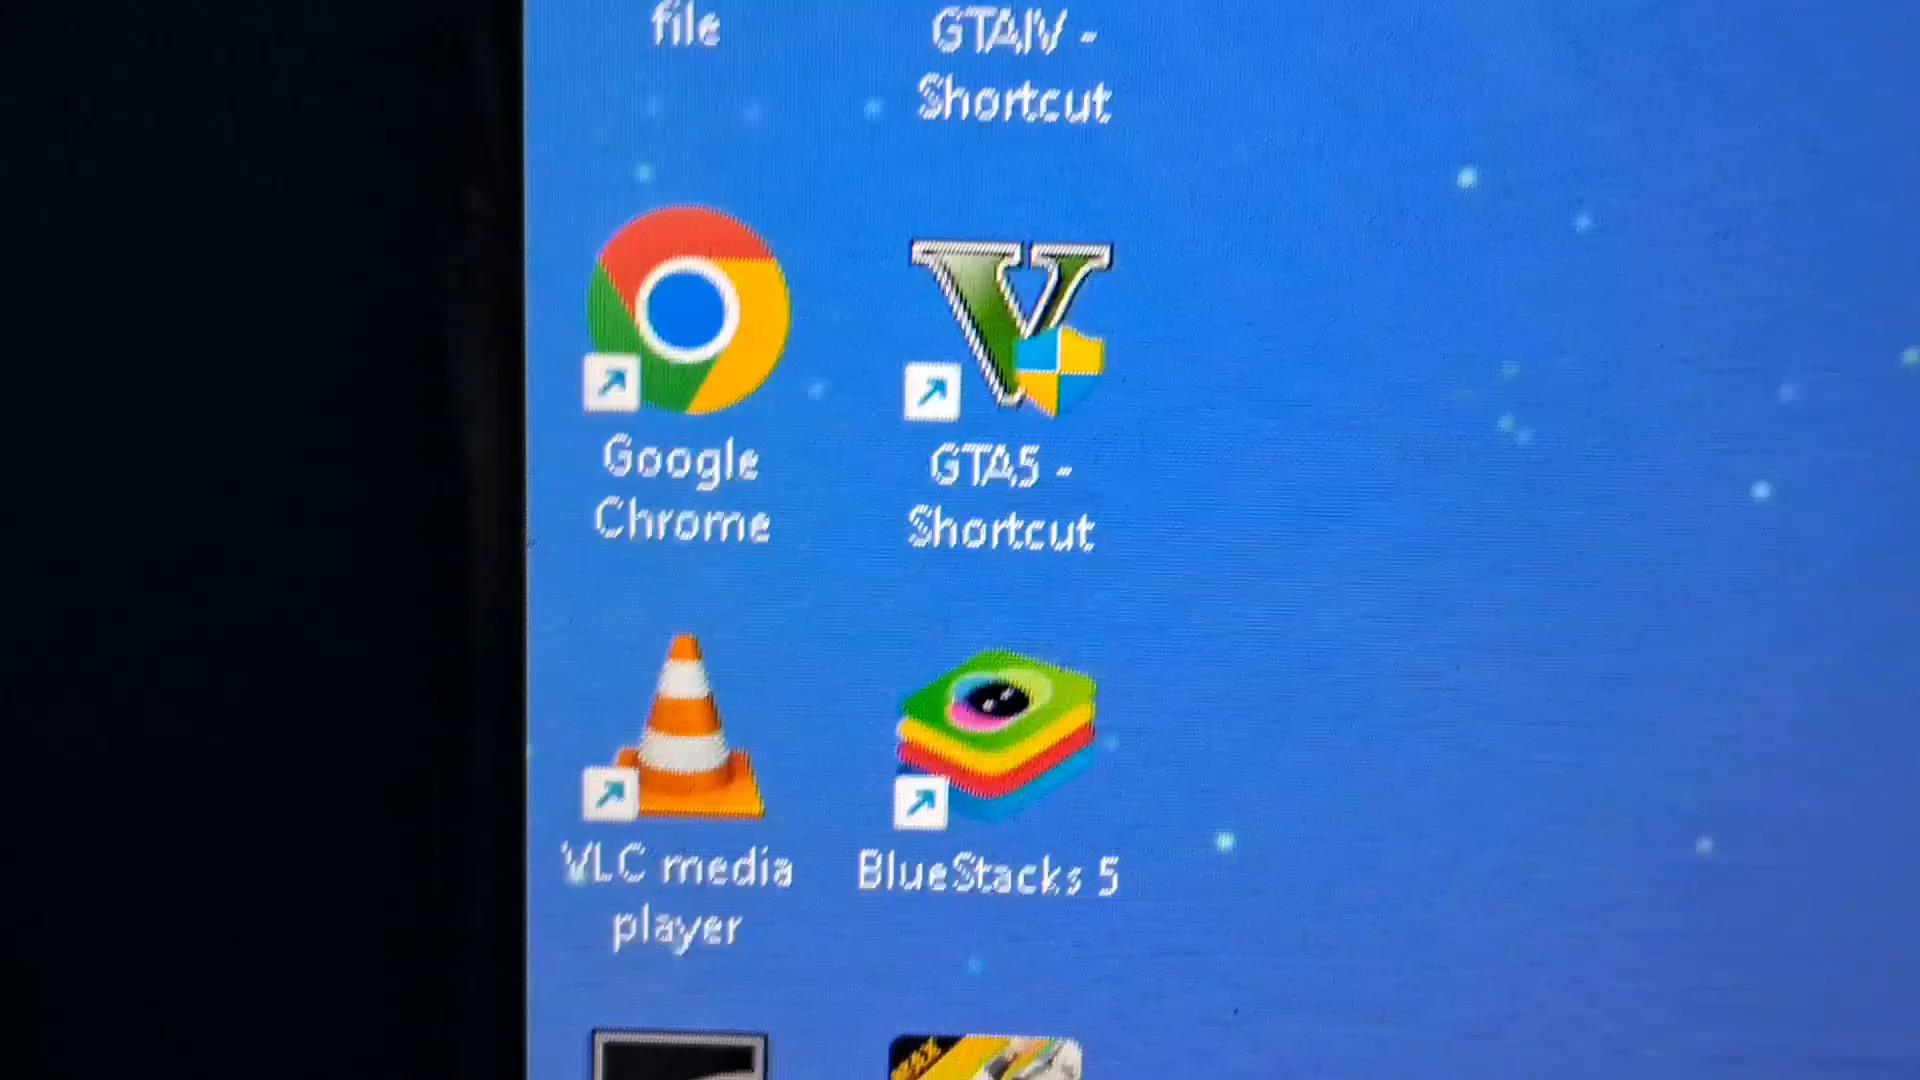 file
GTAIV -
Shortcut
Google
Chrome
GTA5 -
Shortcut
VLC media
player
BlueStacks 5